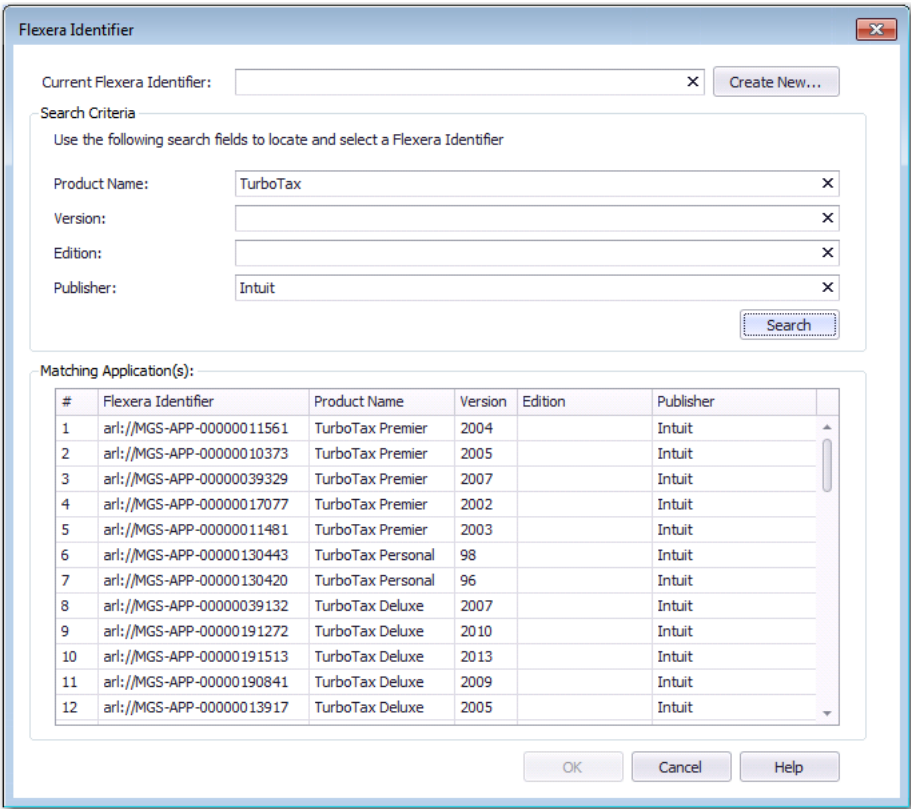 Flexera Identifier
Current Flexera Identifier: Create New...
Search Criteria
Use the following search fields to locate and select a Flexera Identifier
Product Name: TurboTax
Version:
Edition:
Publisher: Intuit
Search
Matching Application(s):
# Flexera Identifier Product Name Version Edition Publisher
1 arl://MGS-APP-00000011561 TurboTax Premier 2004 Intuit
2 arl://MGS-APP-00000010373 TurboTax Premier 2005 Intuit
3 arl://MGS-APP-00000039329 TurboTax Premier 2007 Intuit
4 arl://MGS-APP-00000017077 TurboTax Premier 2002 Intuit
5 arl://MGS-APP-00000011481 TurboTax Premier 2003 Intuit
6 arl://MGS-APP-00000130443 TurboTax Personal 98 Intuit
7 arl://MGS-APP-00000130420 TurboTax Personal 96 Intuit
8 arl://MGS-APP-00000039132 TurboTax Deluxe 2007 Intuit
9 arl://MGS-APP-00000191272 TurboTax Deluxe 2010 Intuit
10 arl://MGS-APP-00000191513 TurboTax Deluxe 2013 Intuit
11 arl://MGS-APP-00000190841 TurboTax Deluxe 2009 Intuit
12 arl://MGS-APP-00000013917 TurboTax Deluxe 2005 Intuit
OK Cancel Help